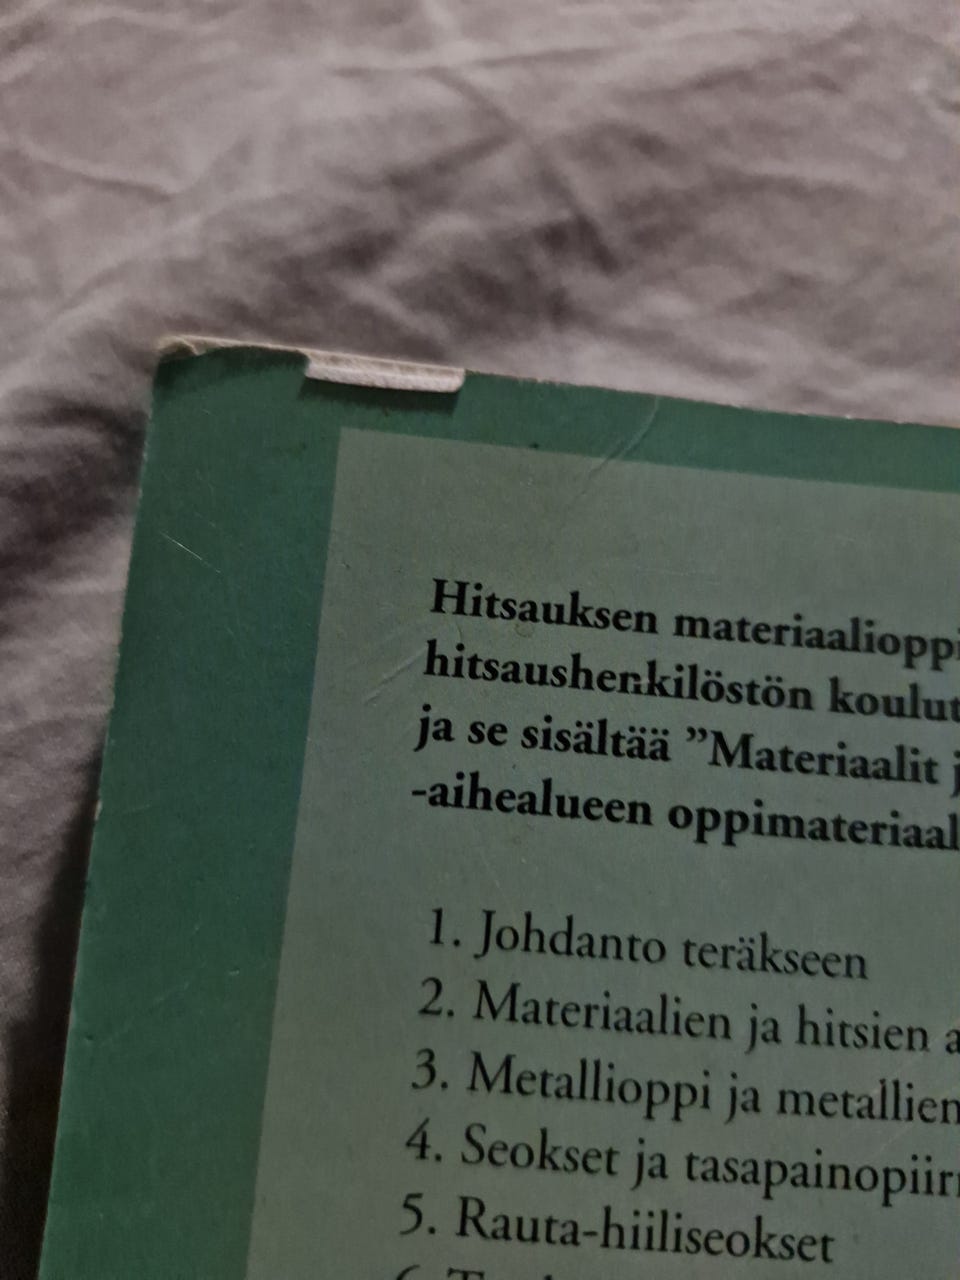 Hitsauksen materiaalioppi
hitsaushenkilöstön koulut
ja se sisältää ”Materiaalit j
-aihealueen oppimateriaal
1. Johdanto teräkseen
2. Materiaalien ja hitsien a
3. Metallioppi ja metallien
4. Seokset ja tasapainopiir
5. Rauta-hiiliseokset